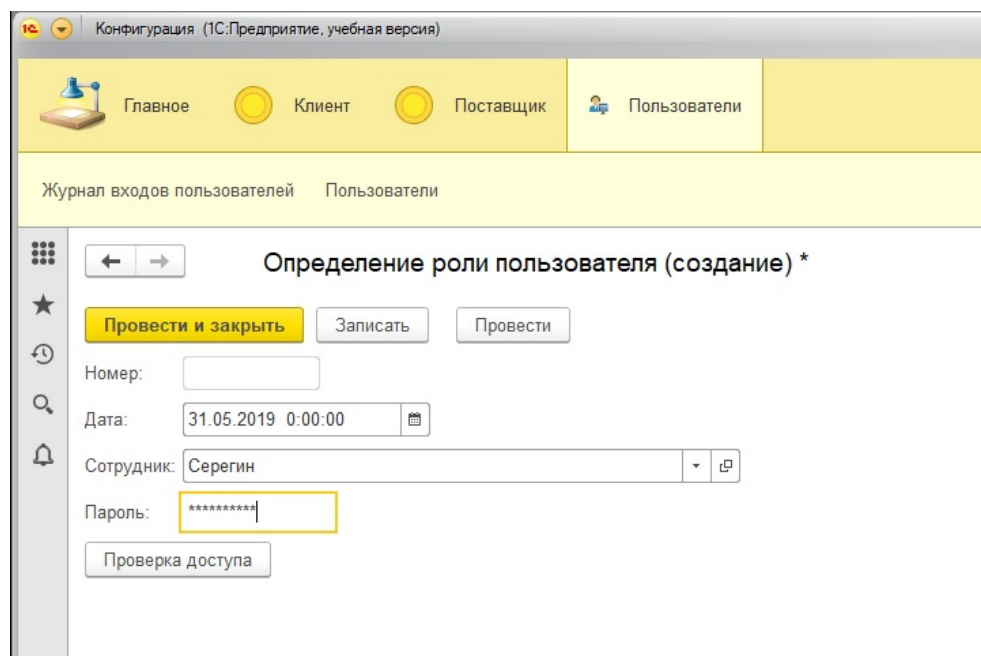 1С Конфигурация (1С:Предприятие, учебная версия)
Главное Клиент Поставщик Пользователи
Журнал входов пользователей Пользователи
Определение роли пользователя (создание) *
Провести и закрыть Записать Провести
Номер:
Дата: 31.05.2019 0:00:00
Сотрудник: Серегин
Пароль: **********
Проверка доступа